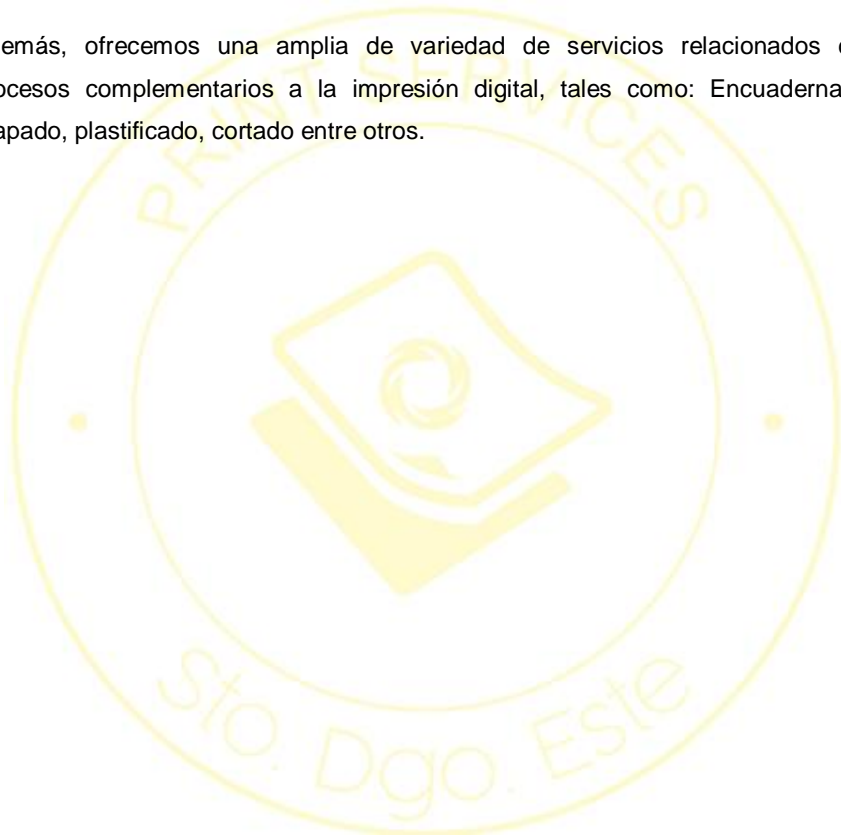 emás, ofrecemos una amplia de variedad de servicios relacionados
ocesos complementarios a la impresión digital, tales como: Encuaderna
apado, plastificado, cortado entre otros.
PRINT SERVICES
Sto. Dgo. Este